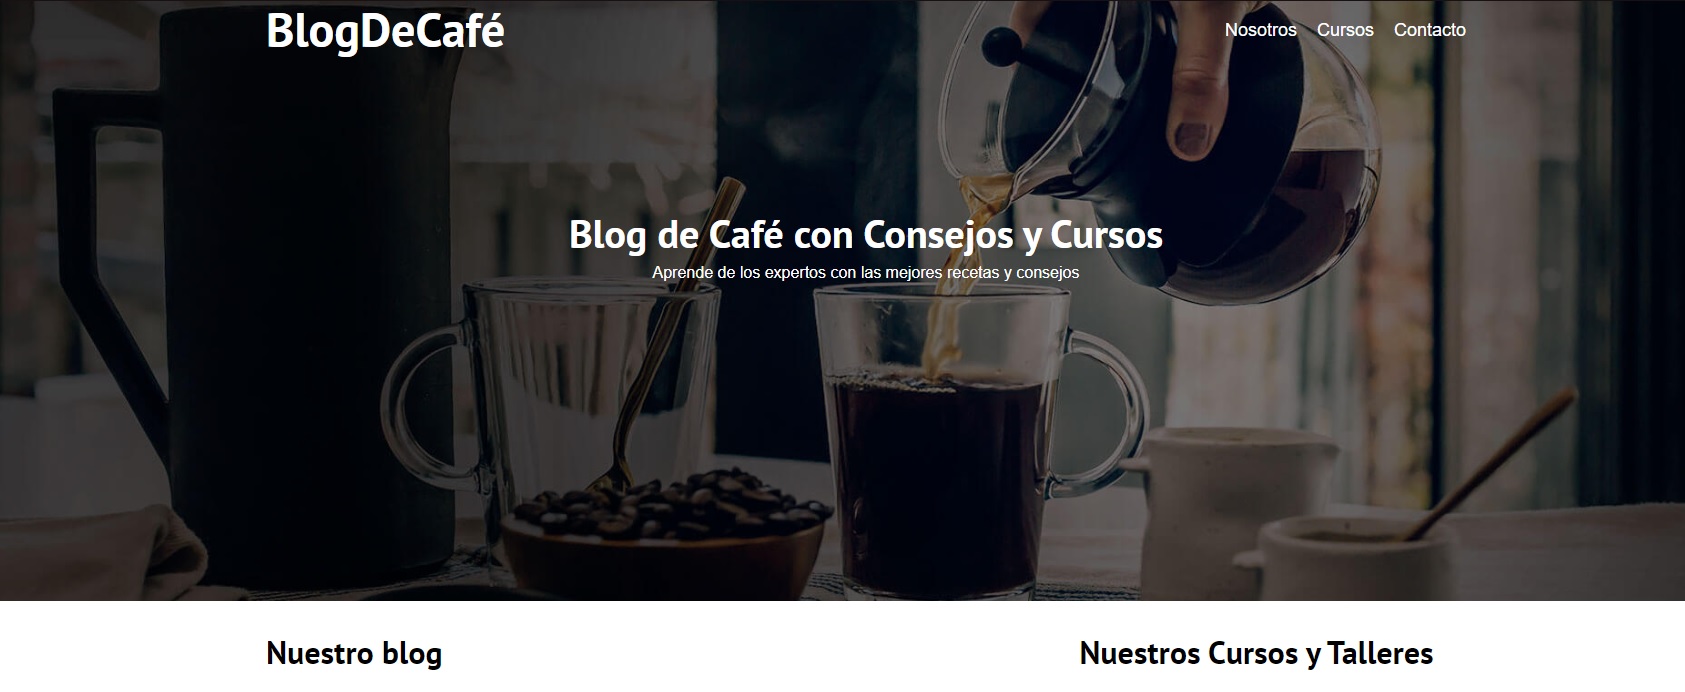 BlogDeCafé
Nosotros Cursos Contacto
Blog de Café con Consejos y Cursos
Aprende de los expertos con las mejores recetas y consejos
Nuestro blog
Nuestros Cursos y Talleres